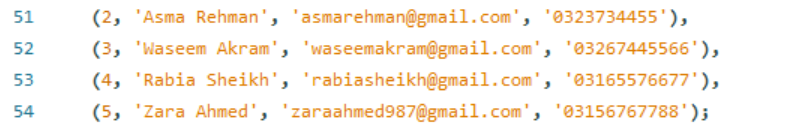 51 (2, 'Asma Rehman', 'asmarehman@gmail.com', '0323734455'),
52 (3, 'Waseem Akram', 'waseemakram@gmail.com', '03267445566'),
53 (4, 'Rabia Sheikh', 'rabiasheikh@gmail.com', '03165576677'),
54 (5, 'Zara Ahmed', 'zaraahmed987@gmail.com', '03156767788');